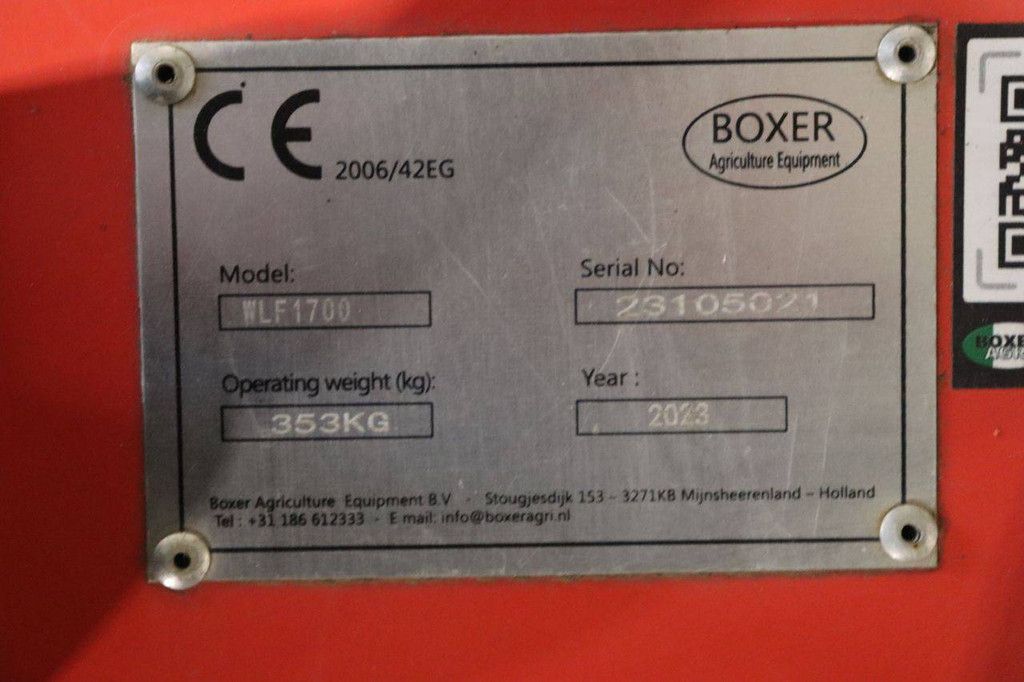 CE 2006/42EG
BOXER
Agriculture Equipment
Model:
WLF1700
Serial No:
23105021
Operating weight (kg):
353KG
Year :
2023
Boxer Agriculture Equipment B.V - Stougjesdijk 153 – 3271KB Mijnsheerenland – Holland
Tel : +31 186 612333 - E mail: info@boxeragri.nl